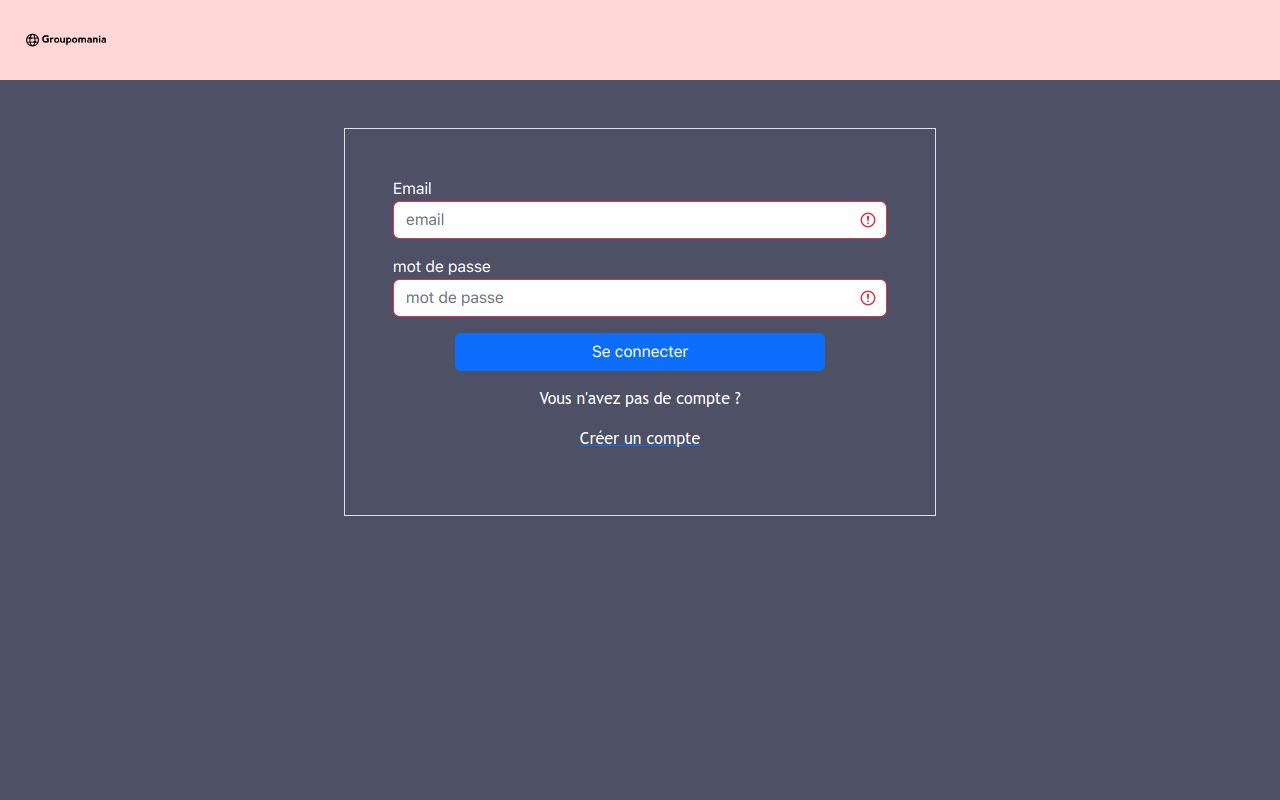 Groupomania
Email
email
mot de passe
mot de passe
Se connecter
Vous n'avez pas de compte ?
Créer un compte